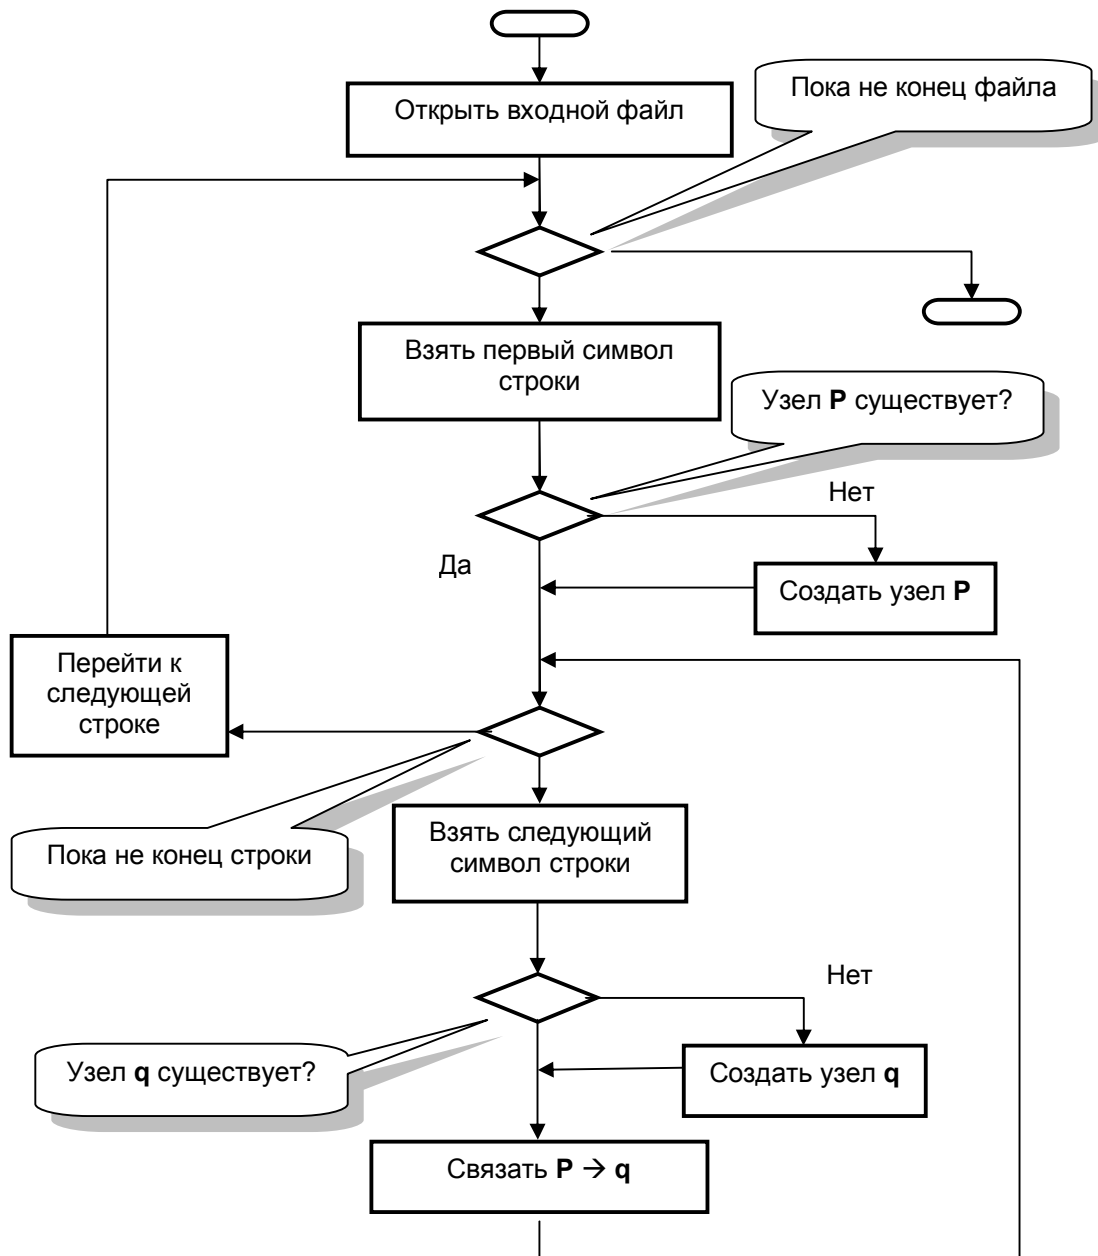 Пока не конец файла
Открыть входной файл
Взять первый символ
строки
Узел P существует?
Нет
Да
Создать узел P
Перейти к
следующей
строке
Пока не конец строки
Взять следующий
символ строки
Нет
Узел q существует?
Создать узел q
Связать P → q